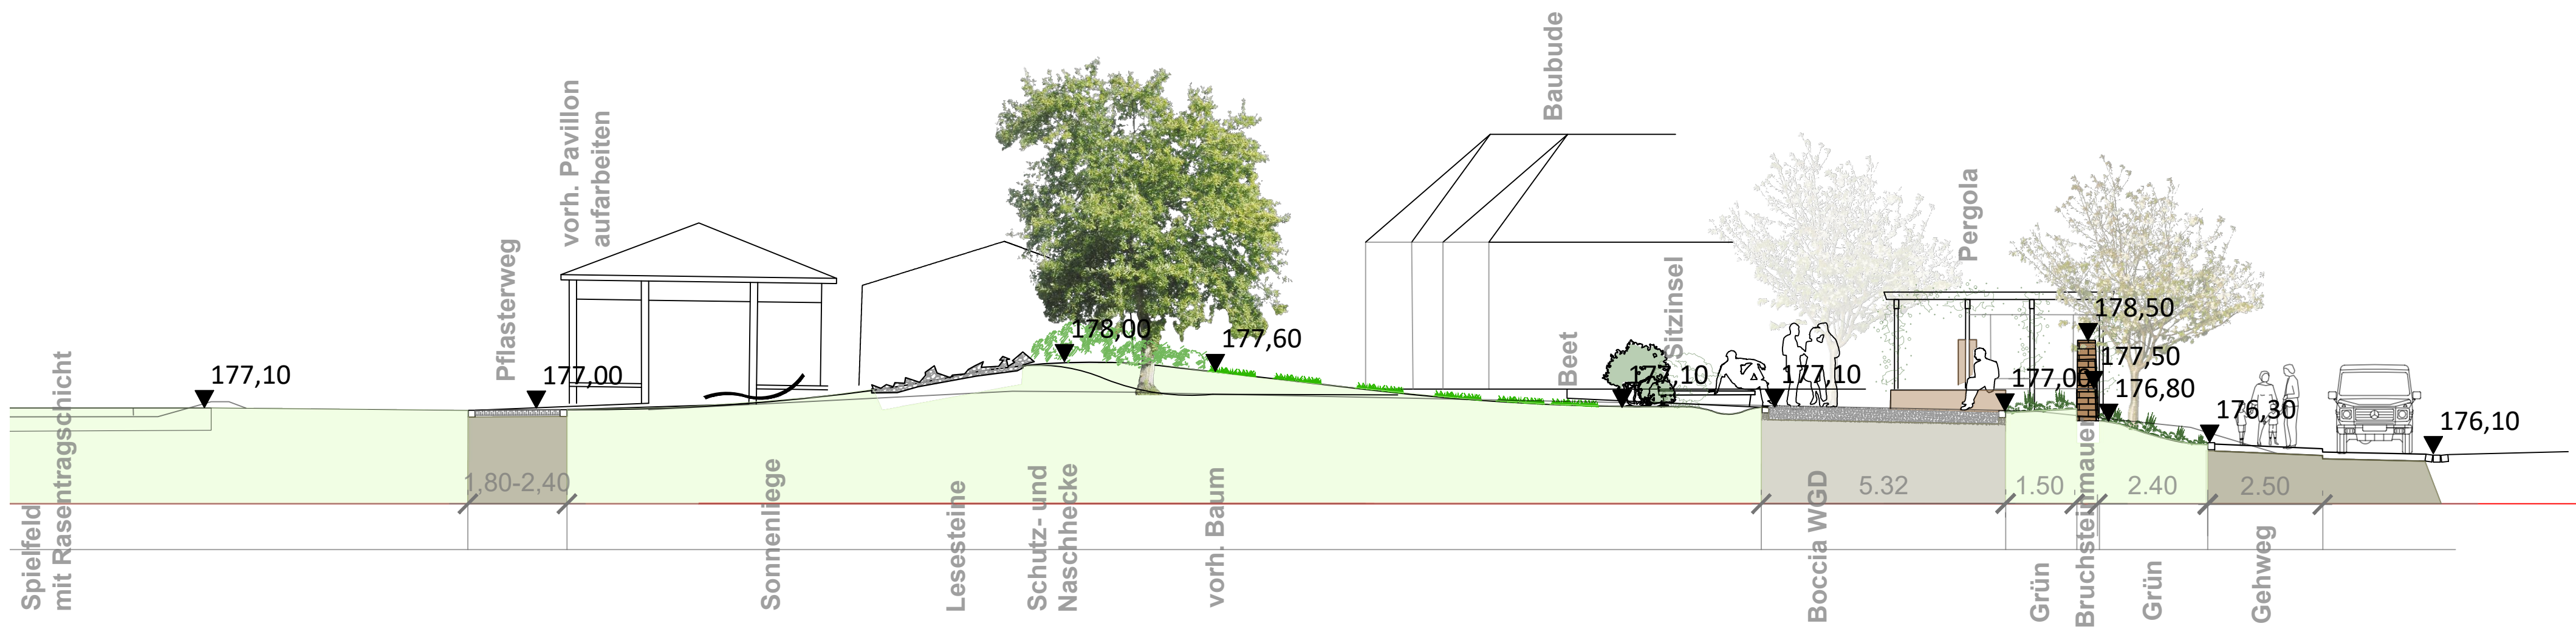 Spielfeld
mit Rasentragschicht
177,10
Pflasterweg
177,00
1,80-2,40
vorh. Pavillon
aufarbeiten
Sonnenliege
Lesesteine
Schutz- und
Naschhecke
178,00
vorh. Baum
177,60
Baubude
Beet
Sitzinsel
177,10
177,10
Boccia WGD
5.32
Pergola
177,00
1.50
Grün
178,50
177,50
176,80
Bruchsteinmauer
2.40
Grün
176,30
2.50
Gehweg
176,10